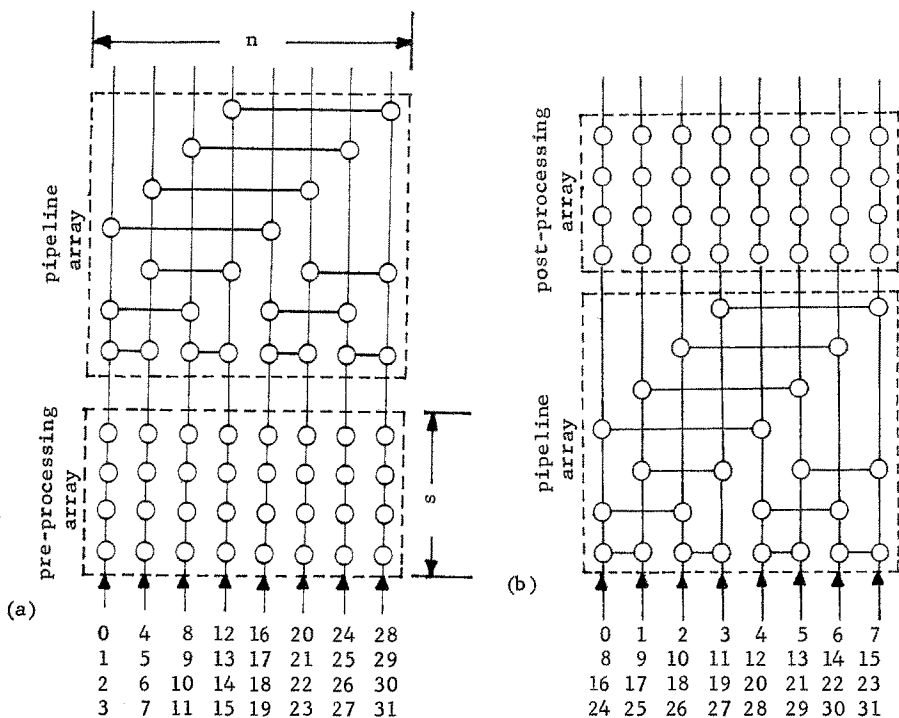 n
pipeline
array
pre-processing
array
s
(a)
0 4 8 12 16 20 24 28
1 5 9 13 17 21 25 29
2 6 10 14 18 22 26 30
3 7 11 15 19 23 27 31
post-processing
array
pipeline
array
(b)
0 1 2 3 4 5 6 7
8 9 10 11 12 13 14 15
16 17 18 19 20 21 22 23
24 25 26 27 28 29 30 31